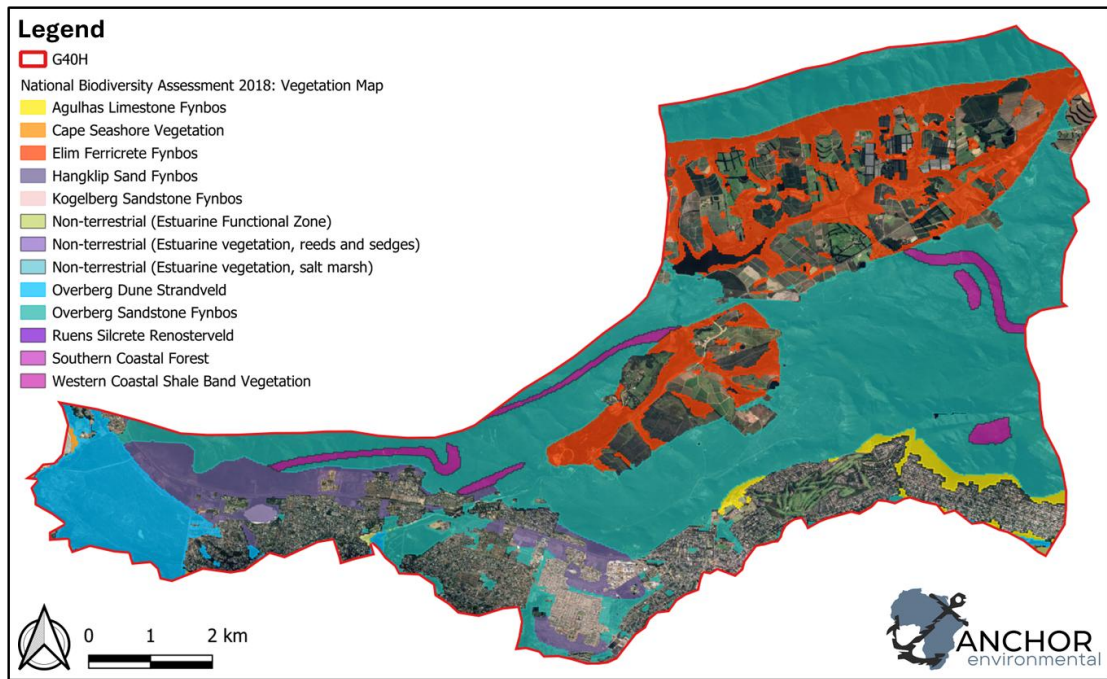 Legend
G40H
National Biodiversity Assessment 2018: Vegetation Map
Agulhas Limestone Fynbos
Cape Seashore Vegetation
Elim Ferricrete Fynbos
Hangklip Sand Fynbos
Kogelberg Sandstone Fynbos
Non-terrestrial (Estuarine Functional Zone)
Non-terrestrial (Estuarine vegetation, reeds and sedges)
Non-terrestrial (Estuarine vegetation, salt marsh)
Overberg Dune Strandveld
Overberg Sandstone Fynbos
Ruens Silcrete Renosterveld
Southern Coastal Forest
Western Coastal Shale Band Vegetation
0 1 2 km
ANCHOR
environmental